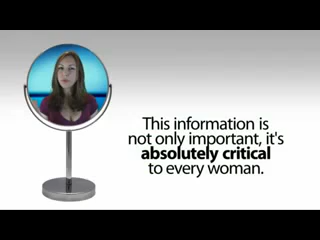 This information is
not only important, it's
absolutely critical
to every woman.